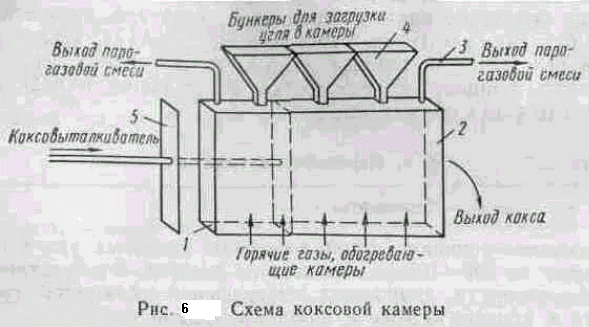 Бункеры для загрузки
угля в камеры
4
3
Выход паро-
газовой смеси
Выход паро-
газовой смеси
5
2
Коксовыталкиватель
Выход кокса
1
Горячие газы, обогреваю-
щие камеры
Рис. 6 Схема коксовой камеры